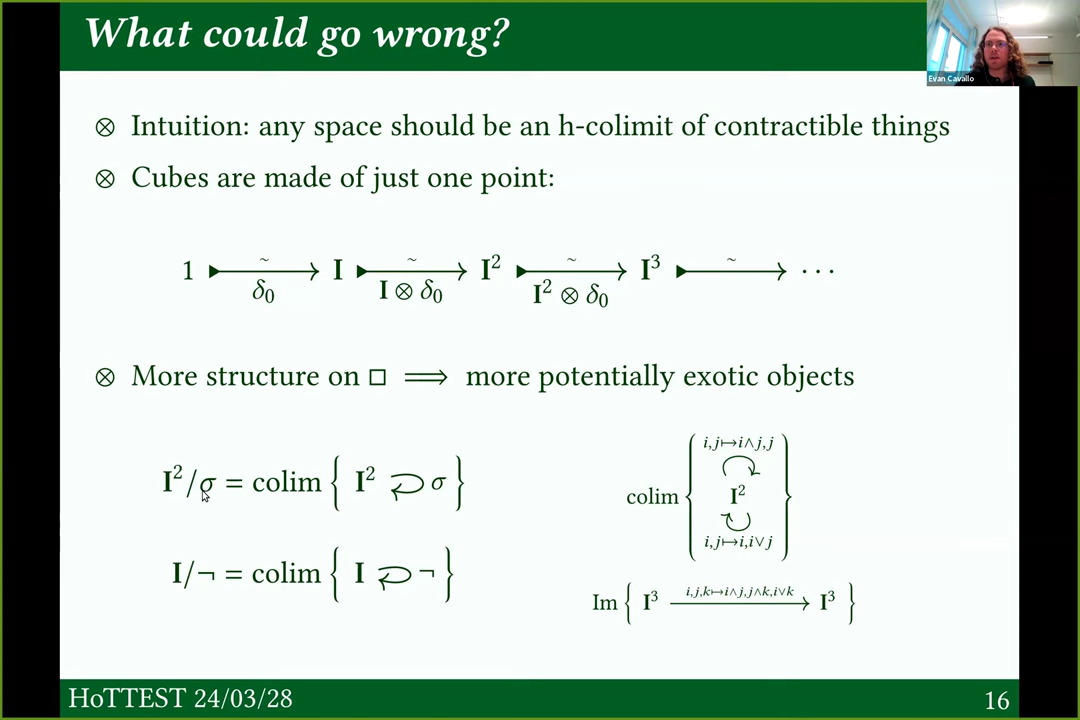 What could go wrong?
Evan Cavallo
⊗ Intuition: any space should be an h-colimit of contractible things
⊗ Cubes are made of just one point:
1 ∼→ I ∼→ I² ∼→ I³ ∼→ ⋯
δ₀ I ⊗ δ₀ I² ⊗ δ₀
⊗ More structure on □ ⟹ more potentially exotic objects
I²/σ = colim { I² ⊃ σ }
I/¬ = colim { I ⊃ ¬ }
i,j↦i∧j,j
colim { I² }
i,j↦i,i∨j
i,j,k↦i∧j,j∧k,i∨k
Im { I³ → I³ }
HoTTEST 24/03/28
16